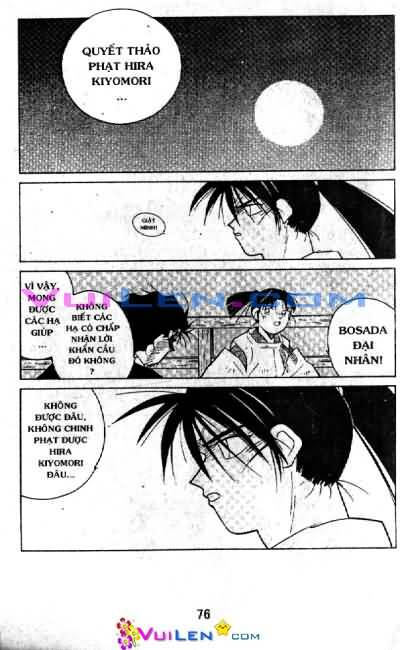 QUYẾT THẢO
PHẠT HIRA
KIYOMORI
...
GIẬT
MÌNH!
VÌ VẬY,
MONG
ĐƯỢC
CÁC HẠ
GIÚP
...
KHÔNG
BIẾT CÁC
HẠ CÓ CHẤP
NHẬN LỜI
KHẨN CẦU
ĐÓ KHÔNG
?
BOSADA
ĐẠI
NHÂN!
VUILEN.COM
KHÔNG
ĐƯỢC ĐÂU,
KHÔNG CHINH
PHẠT ĐƯỢC
HIRA
KIYOMORI
ĐÂU...
76
VUILEN.COM